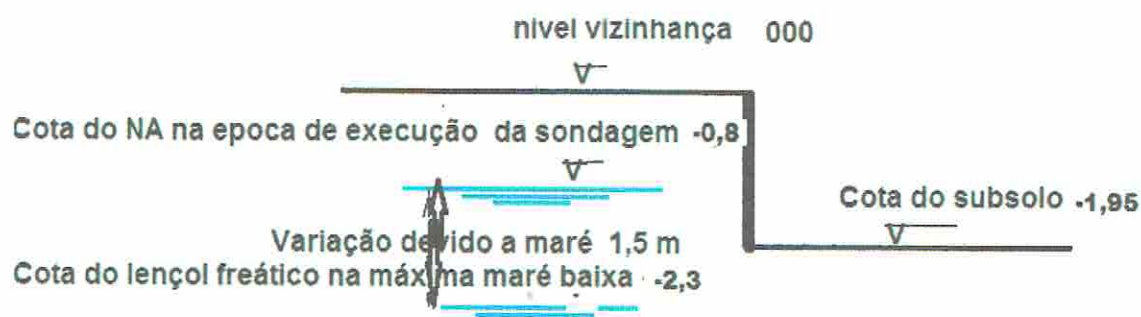 nivel vizinhança 000
Cota do NA na epoca de execução da sondagem -0,8
Cota do subsolo -1,95
Variação devido a maré 1,5 m
Cota do lençol freático na máxima maré baixa -2,3